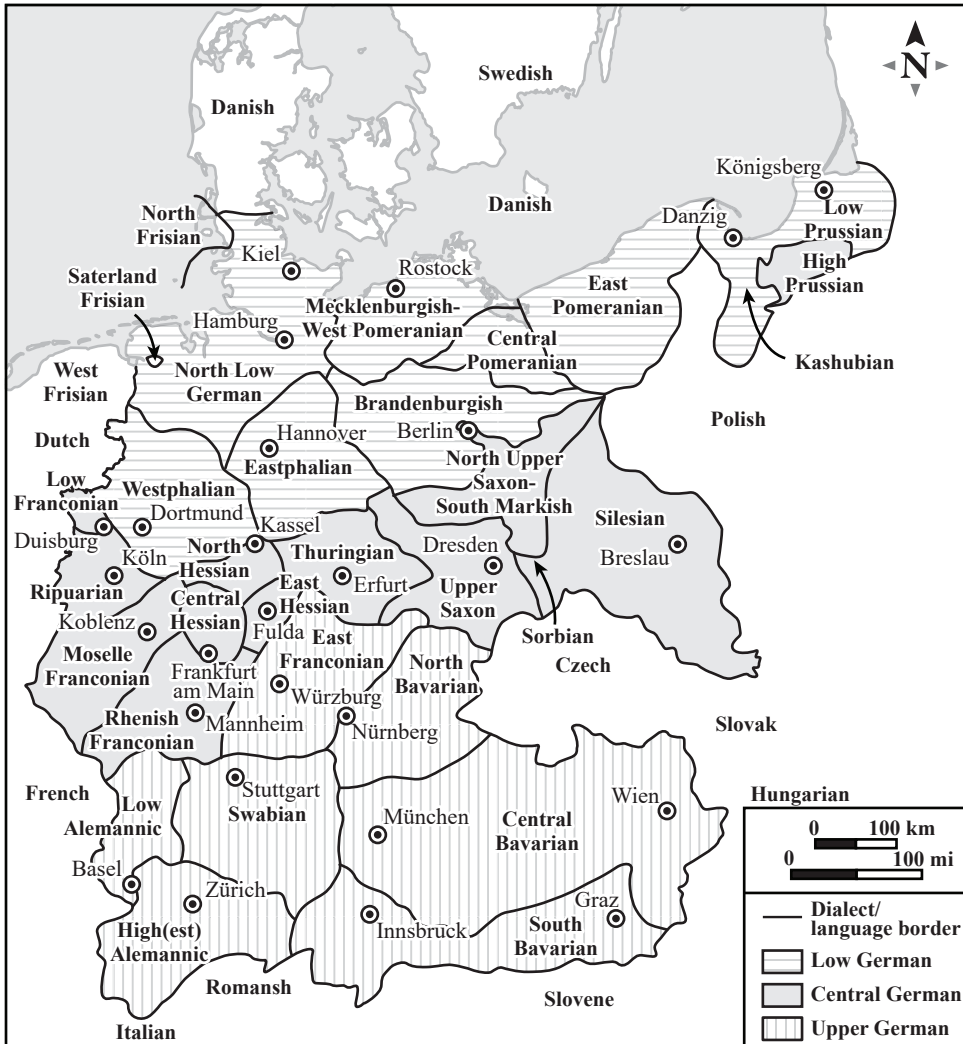 N
Swedish
Danish
Königsberg
North
Frisian
Danish
Danzig
Low
Prussian
Kiel
High
Prussian
Saterland
Frisian
Rostock
East
Pomeranian
Mecklenburgish-
West Pomeranian
Hamburg
Central
Pomeranian
Kashubian
West
Frisian
North Low
German
Brandenburgish
Polish
Dutch
Hannover
Berlin
Eastphalian
North Upper
Saxon-
South Markish
Low
Franconian
Westphalian
Dortmund
Silesian
Duisburg
Kassel
Köln
North
Hessian
Thuringian
Dresden
Breslau
Ripuarian
Central
Hessian
East
Hessian
Erfurt
Upper
Saxon
Koblenz
Fulda
East
Franconian
Sorbian
Moselle
Franconian
Frankfurt
am Main
North
Bavarian
Czech
Würzburg
Rhenish
Franconian
Mannheim
Nürnberg
Slovak
French
Stuttgart
Swabian
Low
Alemannic
München
Central
Bavarian
Wien
Hungarian
0 100 km
0 100 mi
Basel
Zürich
Graz
Innsbruck
High(est)
Alemannic
South
Bavarian
Romansh
Slovene
Italian
Dialect/
language border
Low German
Central German
Upper German